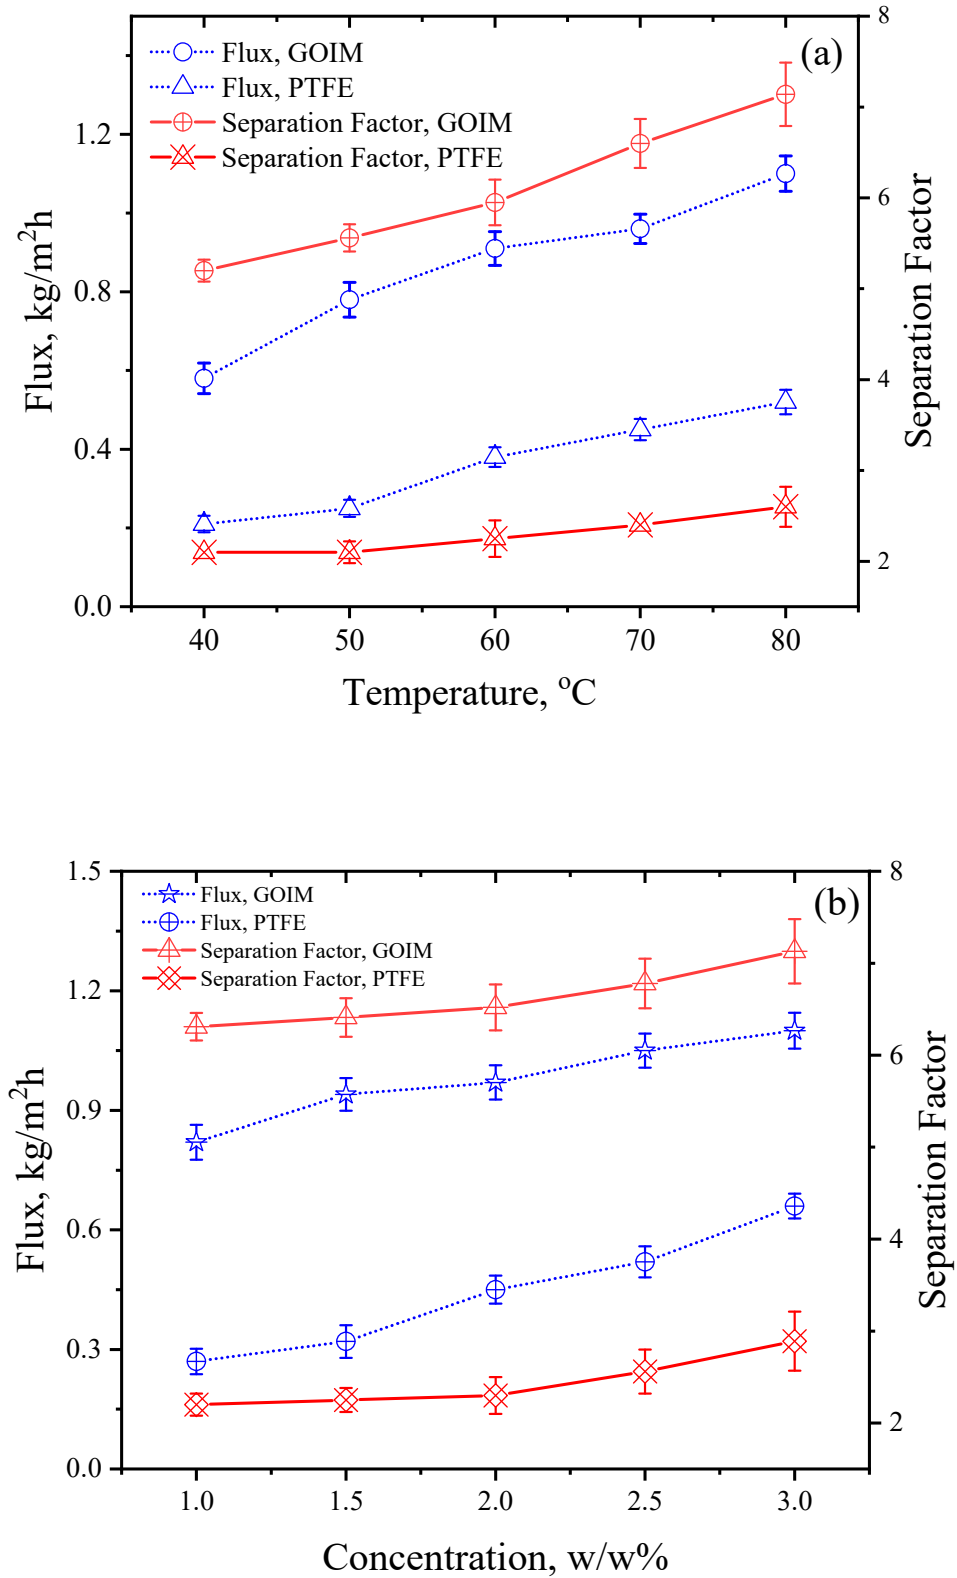 (a)
Flux, GOIM
Flux, PTFE
Separation Factor, GOIM
Separation Factor, PTFE
8
6
4
2
1.2
0.8
0.4
0.0
Flux, kg/m²h
Separation Factor
40 50 60 70 80
Temperature, °C
(b)
Flux, GOIM
Flux, PTFE
Separation Factor, GOIM
Separation Factor, PTFE
1.5
1.2
0.9
0.6
0.3
0.0
8
6
4
2
Flux, kg/m²h
Separation Factor
1.0 1.5 2.0 2.5 3.0
Concentration, w/w%